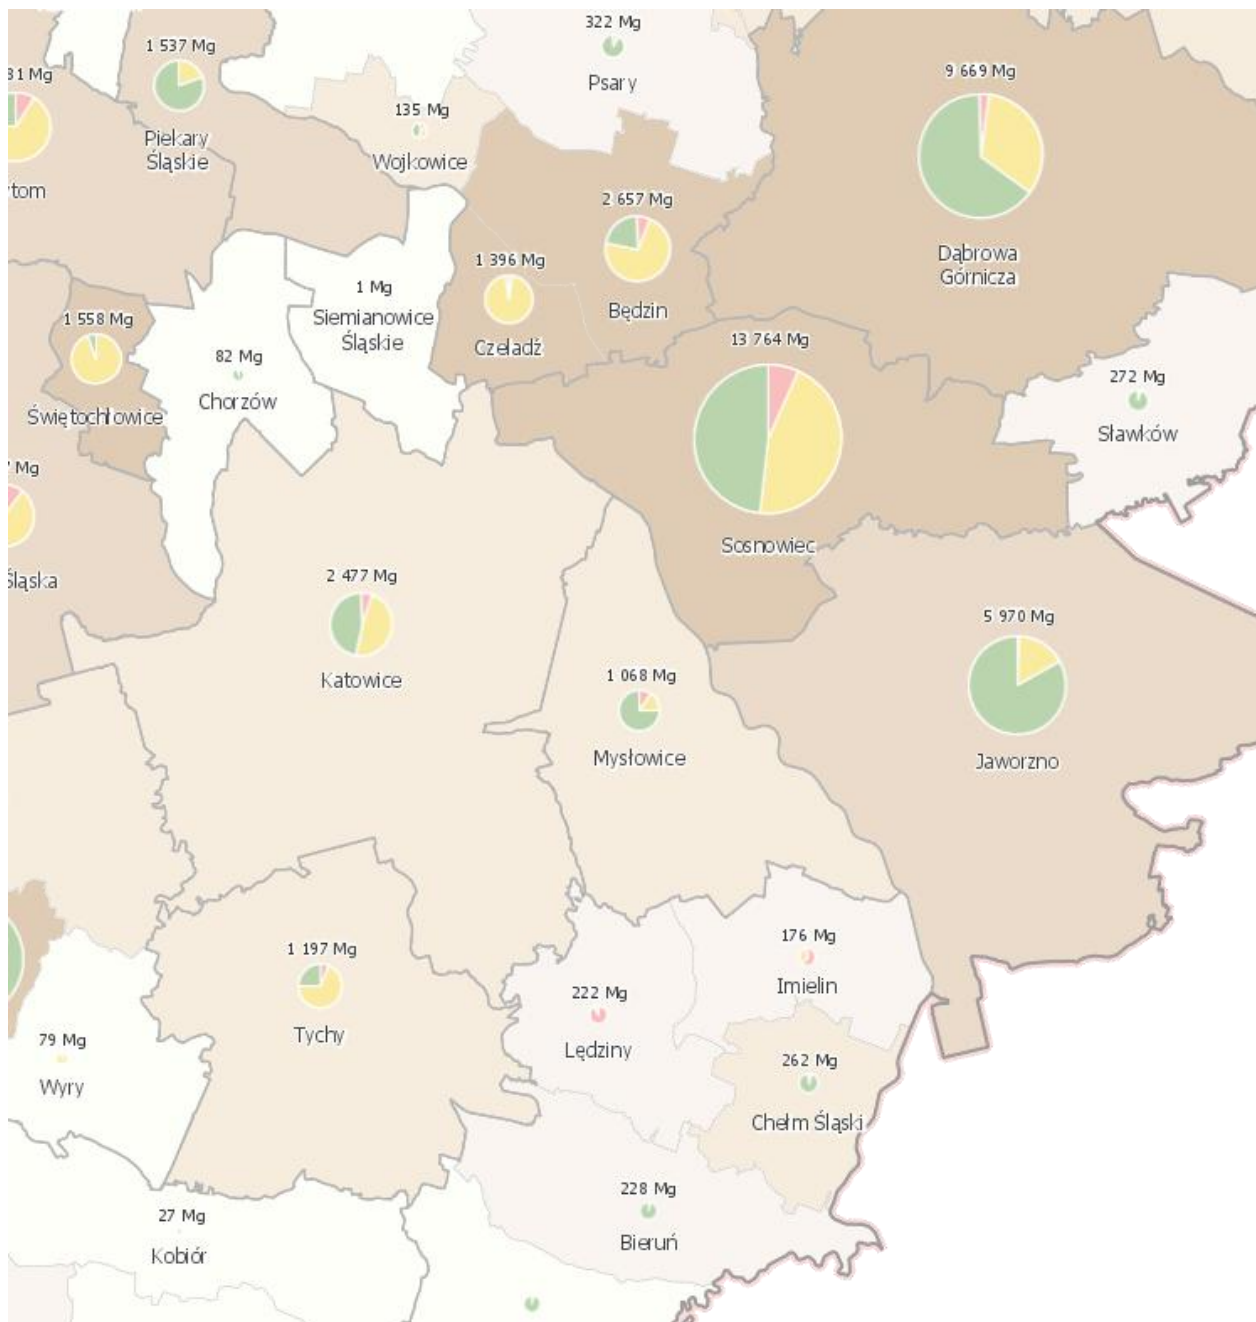 322 Mg
Psary
1 537 Mg
Piekary
Śląskie
9 669 Mg
Dąbrowa
Górnicza
135 Mg
Wojkowice
2 657 Mg
Będzin
1 396 Mg
Czeladź
1 Mg
Siemianowice
Śląskie
1 558 Mg
Świętochłowice
82 Mg
Chorzów
13 764 Mg
Sosnowiec
272 Mg
Sławków
Śląska
2 477 Mg
Katowice
1 068 Mg
Mysłowice
5 970 Mg
Jaworzno
1 197 Mg
Tychy
176 Mg
Imielin
222 Mg
Lędziny
79 Mg
Wyry
262 Mg
Chełm Śląski
228 Mg
Bieruń
27 Mg
Kobiór